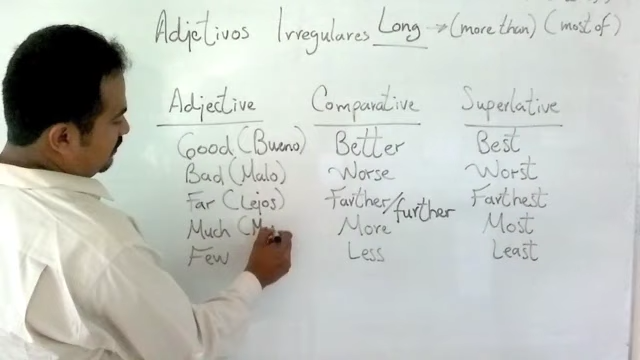 Adjetivos Irregulares Long → (more than) (most of)
Adjective Comparative Superlative
Good (Bueno) Better Best
Bad (Malo) Worse Worst
Far (Lejos) Farther/further Farthest
Much (M More Most
Few Less Least